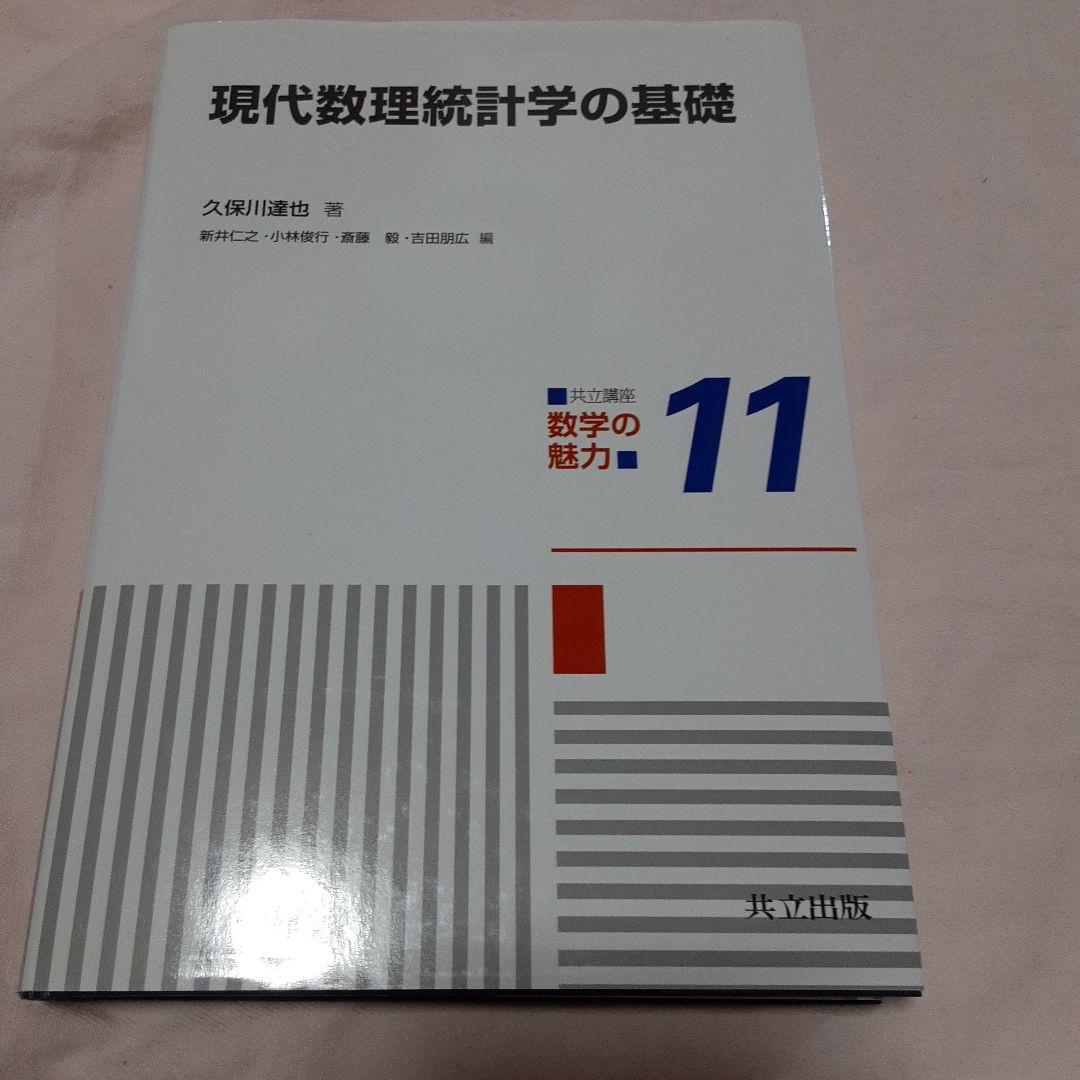 現代数理統計学の基礎
久保川達也 著
新井仁之・小林俊行・斎藤 毅・吉田朋広 編
共立講座
数学の
魅力
11
共立出版